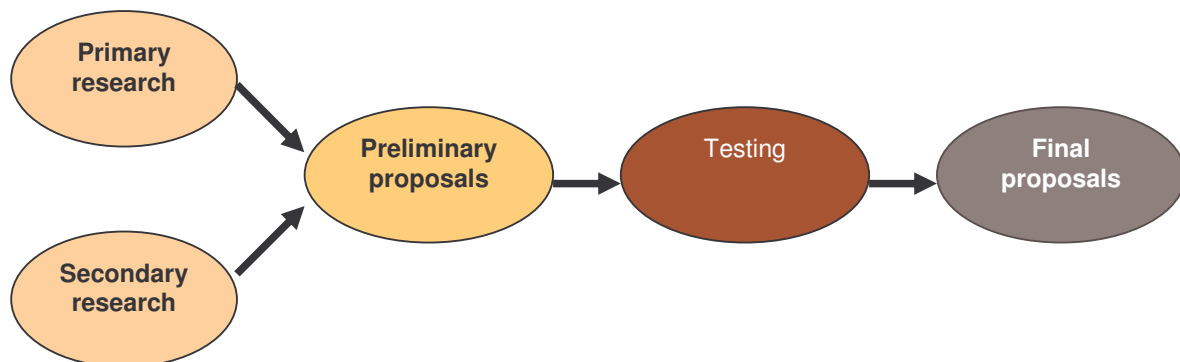 Primary
research
Secondary
research
Preliminary
proposals
Testing
Final
proposals